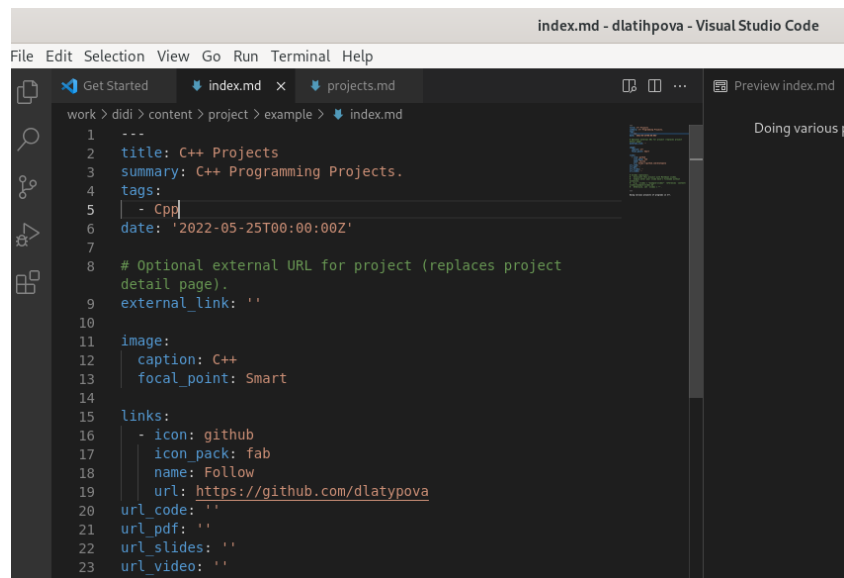 index.md - dlatihpova - Visual Studio Code
File Edit Selection View Go Run Terminal Help
Get Started index.md × projects.md ··· Preview index.md
work > didi > content > project > example > index.md
Doing various
1 ---
2 title: C++ Projects
3 summary: C++ Programming Projects.
4 tags:
5 - Cpp
6 date: '2022-05-25T00:00:00Z'
7
8 # Optional external URL for project (replaces project
detail page).
9 external_link: ''
10
11 image:
12 caption: C++
13 focal_point: Smart
14
15 links:
16 - icon: github
17 icon_pack: fab
18 name: Follow
19 url: https://github.com/dlatypova
20 url_code: ''
21 url_pdf: ''
22 url_slides: ''
23 url_video: ''